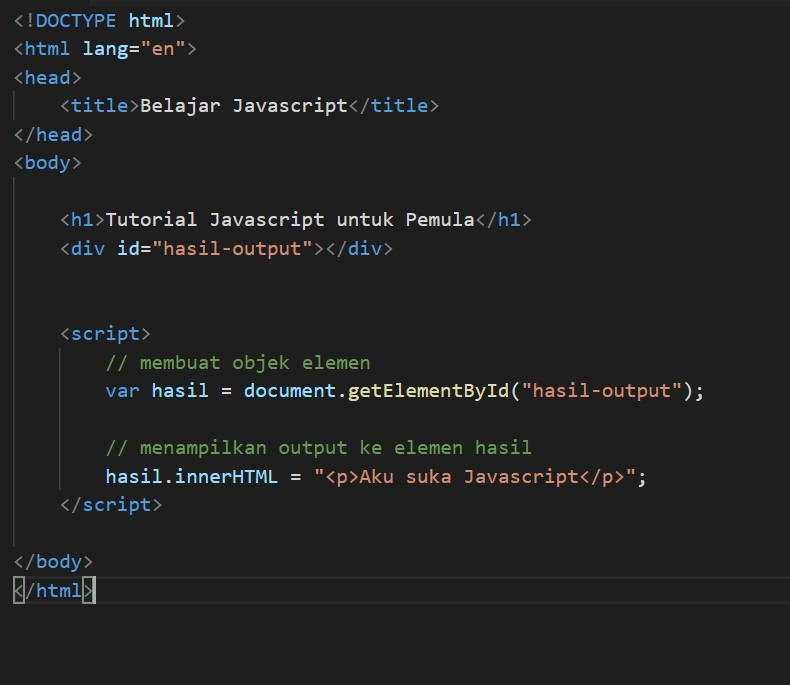 <!DOCTYPE html>
<html lang="en">
<head>
    <title>Belajar Javascript</title>
</head>
<body>

    <h1>Tutorial Javascript untuk Pemula</h1>
    <div id="hasil-output"></div>


    <script>
        // membuat objek elemen
        var hasil = document.getElementById("hasil-output");

        // menampilkan output ke elemen hasil
        hasil.innerHTML = "<p>Aku suka Javascript</p>";
    </script>

</body>
</html>